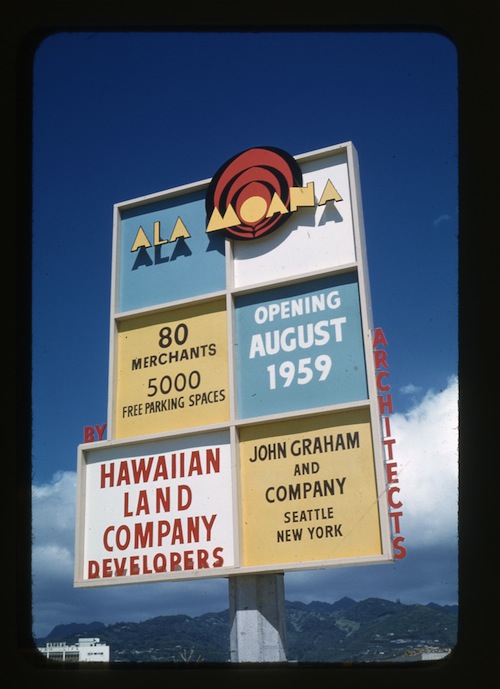 ALA MOANA
80
MERCHANTS
5000
FREE PARKING SPACES
OPENING
AUGUST
1959
BY
HAWAIIAN
LAND
COMPANY
DEVELOPERS
JOHN GRAHAM
AND
COMPANY
SEATTLE
NEW YORK
ARCHITECTS